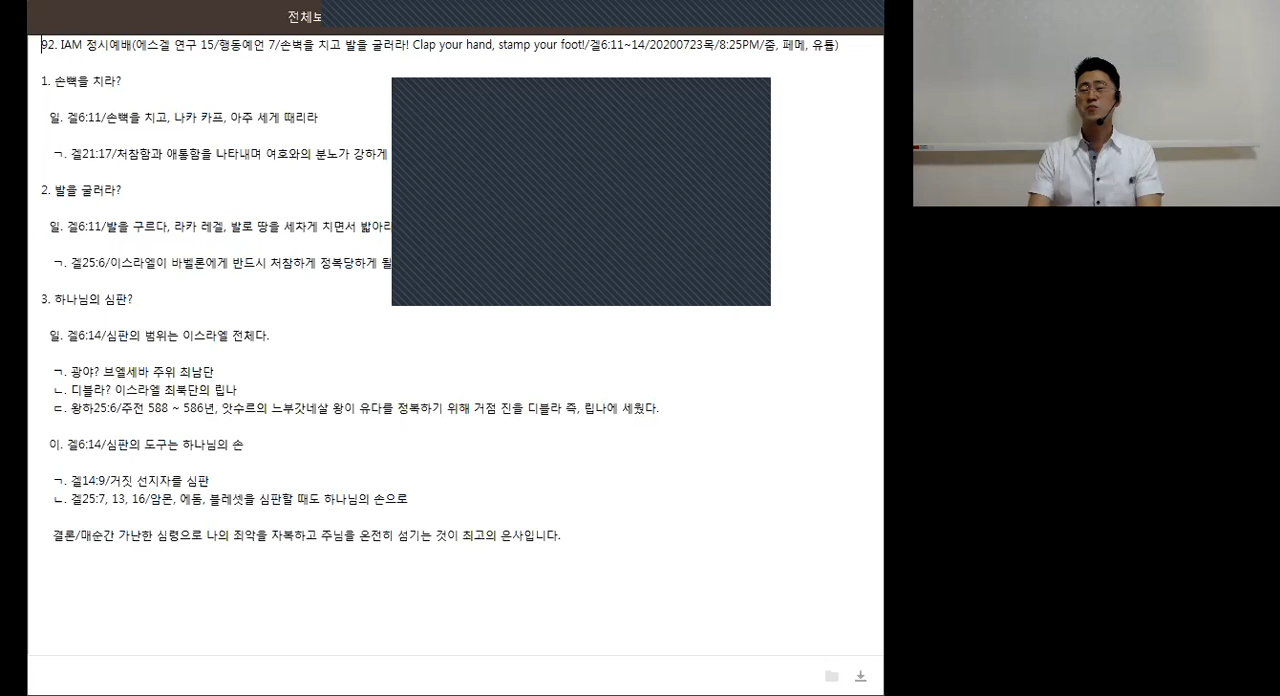 전체보
92. IAM 정시예배(에스겔 연구 15/행동예언 7/손벽을 치고 발을 굴러라! Clap your hand, stamp your foot!/겔6:11~14/20200723목/8:25PM/줌, 페메, 유튭)
1. 손뼉을 치라?
일. 겔6:11/손뼉을 치고, 나카 카프, 아주 세게 때리라
ㄱ. 겔21:17/처참함과 애통함을 나타내며 여호와의 분노가 강하게
2. 발을 굴러라?
일. 겔6:11/발을 구르다, 라카 레겔, 발로 땅을 세차게 치면서 밟아라
ㄱ. 겔25:6/이스라엘이 바벨론에게 반드시 처참하게 정복당하게 될
3. 하나님의 심판?
일. 겔6:14/심판의 범위는 이스라엘 전체다.
ㄱ. 광야? 브엘세바 주위 최남단
ㄴ. 디블라? 이스라엘 최북단의 립나
ㄷ. 왕하25:6/주전 588 ~ 586년, 앗수르의 느부갓네살 왕이 유다를 정복하기 위해 거점 진을 디블라 즉, 립나에 세웠다.
이. 겔6:14/심판의 도구는 하나님의 손
ㄱ. 겔14:9/거짓 선지자를 심판
ㄴ. 겔25:7, 13, 16/암몬, 에돔, 블레셋을 심판할 때도 하나님의 손으로
결론/매순간 가난한 심령으로 나의 죄악을 자복하고 주님을 온전히 섬기는 것이 최고의 은사입니다.